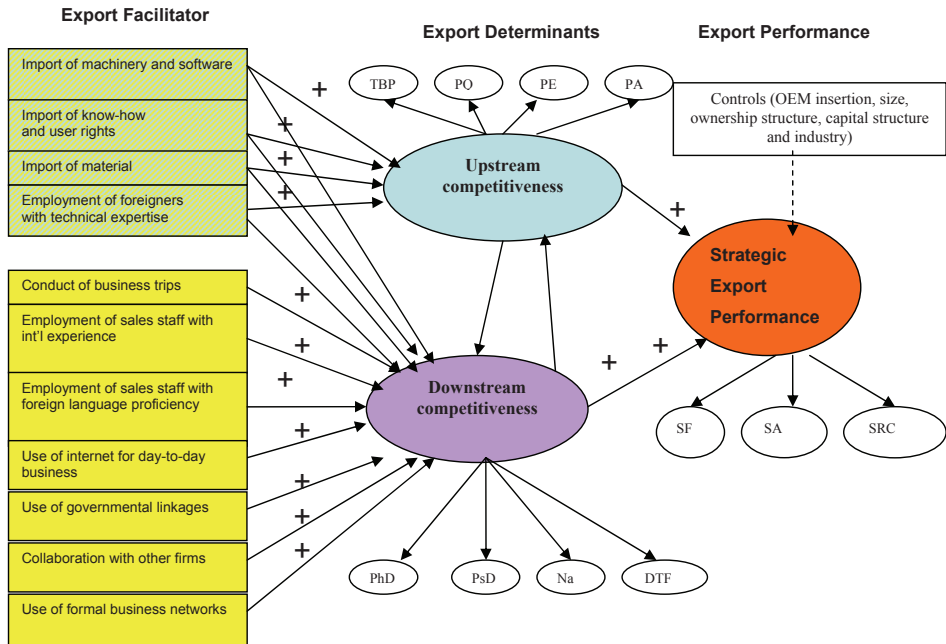 Export Facilitator
Export Determinants
Export Performance
Import of machinery and software
Import of know-how
and user rights
Import of material
Employment of foreigners
with technical expertise
Conduct of business trips
Employment of sales staff with
int'l experience
Employment of sales staff with
foreign language proficiency
Use of internet for day-to-day
business
Use of governmental linkages
Collaboration with other firms
Use of formal business networks
+
+
+
+
+
+
+
+
+
+
+
TBP
PQ
PE
PA
Upstream
competitiveness
Downstream
competitiveness
PhD
PsD
Na
DTF
+
+
+
Controls (OEM insertion, size,
ownership structure, capital structure
and industry)
Strategic
Export
Performance
SF
SA
SRC